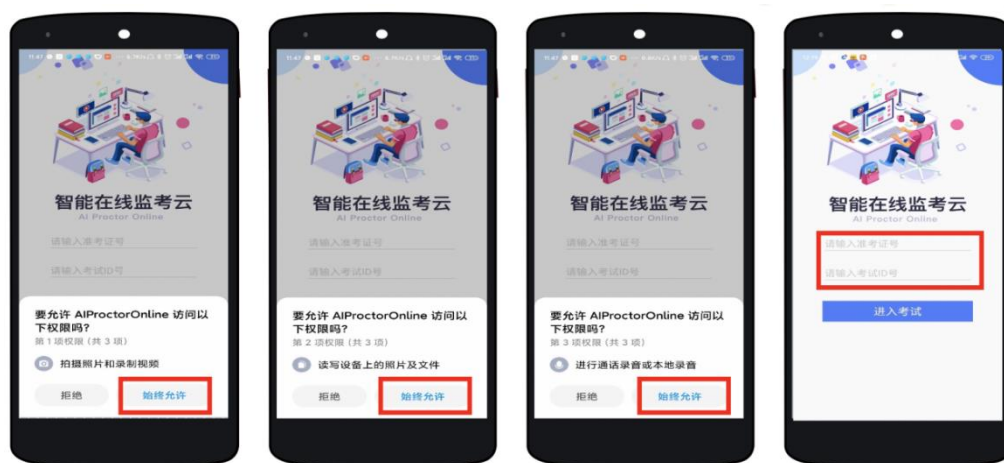 11:47
智能在线监考云
AI Proctor Online
请输入准考证号
请输入考试ID号
要允许 AIProctorOnline 访问以
下权限吗?
第 1 项权限 (共 3 项)
拍摄照片和录制视频
拒绝
始终允许
11:47
智能在线监考云
AI Proctor Online
请输入准考证号
请输入考试ID号
要允许 AIProctorOnline 访问以
下权限吗?
第 2 项权限 (共 3 项)
读写设备上的照片及文件
拒绝
始终允许
智能在线监考云
AI Proctor Online
请输入准考证号
请输入考试ID号
要允许 AIProctorOnline 访问以
下权限吗?
第 3 项权限 (共 3 项)
进行通话录音或本地录音
拒绝
始终允许
智能在线监考云
AI Proctor Online
请输入准考证号
请输入考试ID号
进入考试